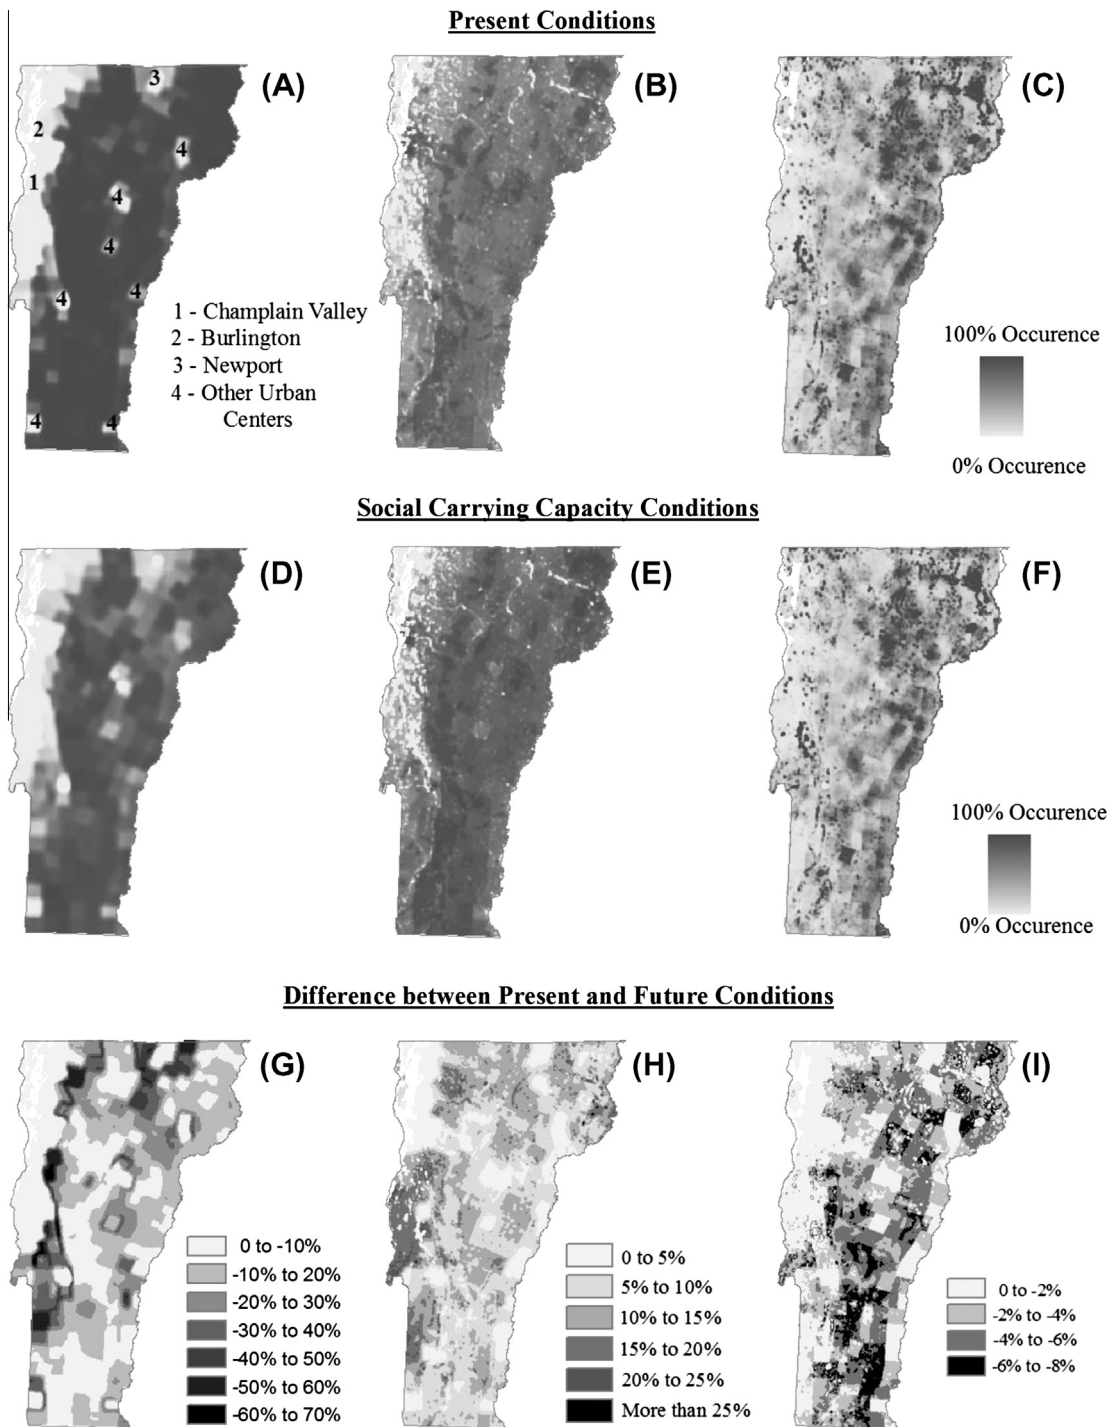 Present Conditions
(A)
(B)
(C)
3
2
4
1
4
4
4
4
4
4
1 - Champlain Valley
2 - Burlington
3 - Newport
4 - Other Urban
Centers
100% Occurence
0% Occurence
Social Carrying Capacity Conditions
(D)
(E)
(F)
100% Occurence
0% Occurence
Difference between Present and Future Conditions
(G)
(H)
(I)
0 to -10%
-10% to 20%
-20% to 30%
-30% to 40%
-40% to 50%
-50% to 60%
-60% to 70%
0 to 5%
5% to 10%
10% to 15%
15% to 20%
20% to 25%
More than 25%
0 to -2%
-2% to -4%
-4% to -6%
-6% to -8%